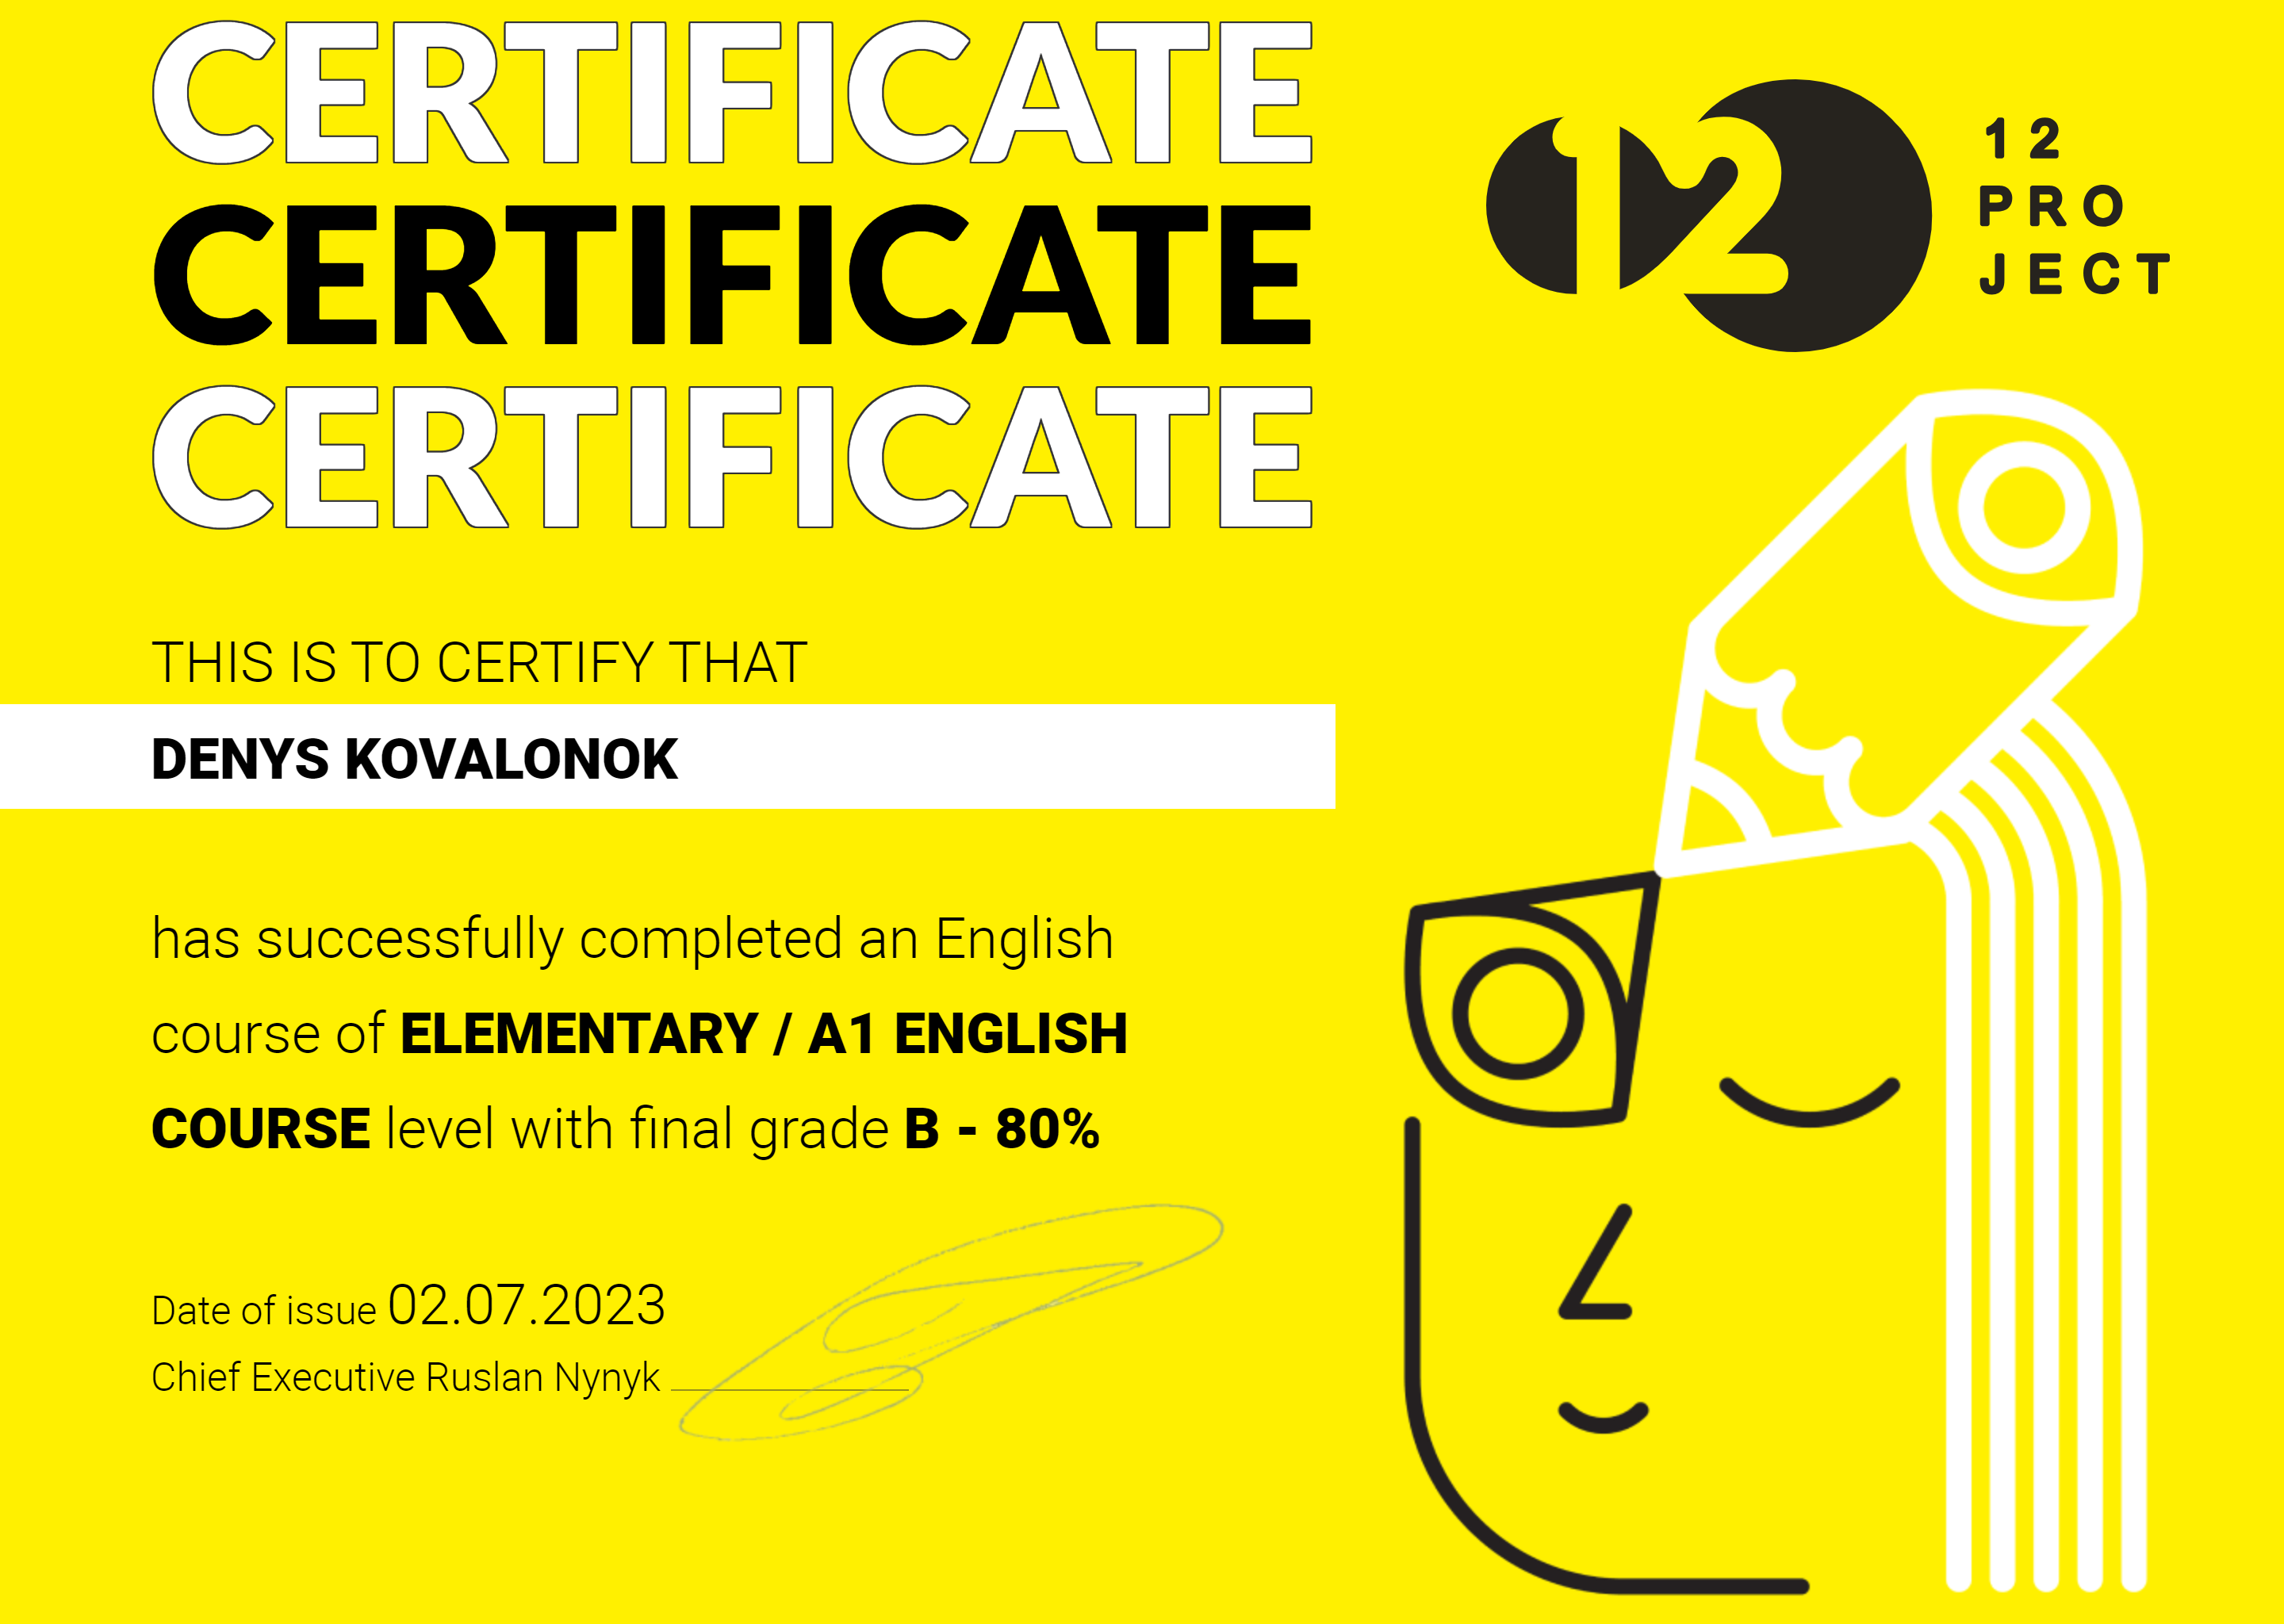 CERTIFICATE
CERTIFICATE
CERTIFICATE
12
PRO
JECT
THIS IS TO CERTIFY THAT
DENYS KOVALONOK
has successfully completed an English
course of ELEMENTARY / A1 ENGLISH
COURSE level with final grade B - 80%
Date of issue 02.07.2023
Chief Executive Ruslan Nynyk
12